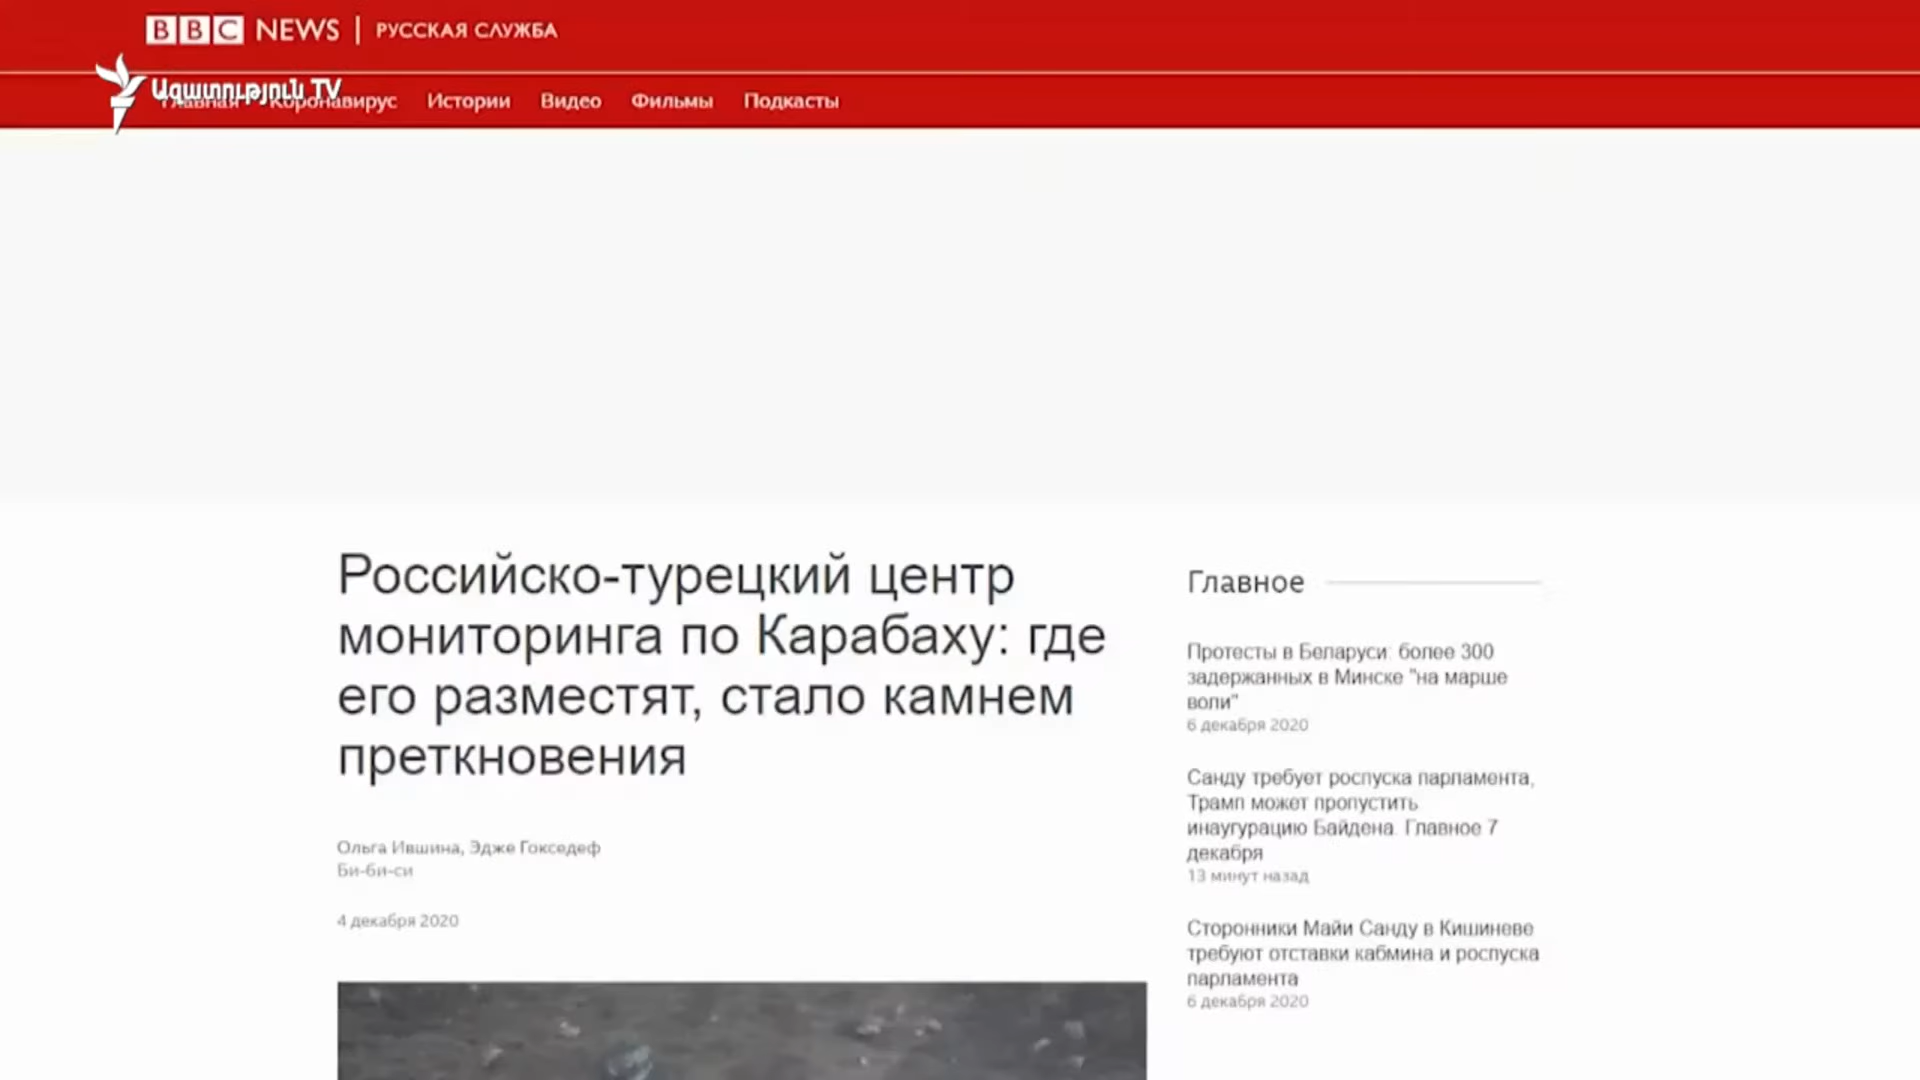 BBC NEWS | РУССКАЯ СЛУЖБА
Ազատություն TV
Главная Коронавирус Истории Видео Фильмы Подкасты
Российско-турецкий центр
мониторинга по Карабаху: где
его разместят, стало камнем
преткновения
Ольга Ившина, Эдже Гокседеф
Би-би-си
4 декабря 2020
Главное
Протесты в Беларуси: более 300
задержанных в Минске "на марше
воли"
6 декабря 2020
Санду требует роспуска парламента,
Трамп может пропустить
инаугурацию Байдена. Главное 7
декабря
13 минут назад
Сторонники Майи Санду в Кишиневе
требуют отставки кабмина и роспуска
парламента
6 декабря 2020